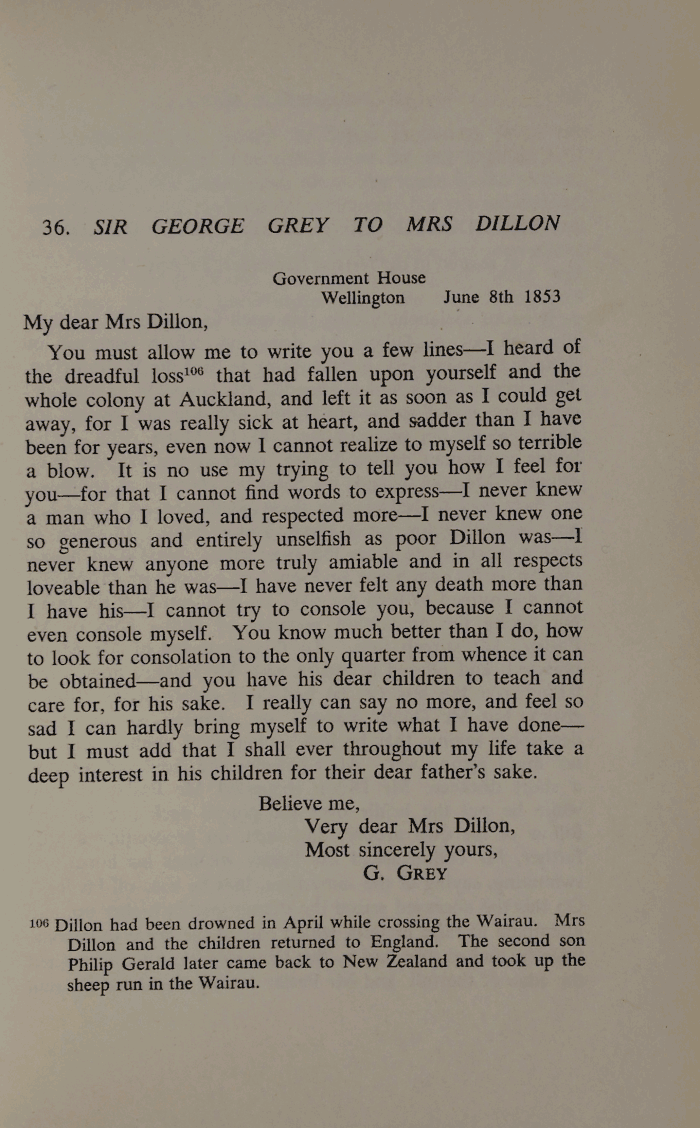 36. SIR GEORGE GREY TO MRS DILLON
Government House
Wellington June 8th 1853
My dear Mrs Dillon,
You must allow me to write you a few lines—I heard of
the dreadful loss¹⁰⁶ that had fallen upon yourself and the
whole colony at Auckland, and left it as soon as I could get
away, for I was really sick at heart, and sadder than I have
been for years, even now I cannot realize to myself so terrible
a blow. It is no use my trying to tell you how I feel for
you—for that I cannot find words to express—I never knew
a man who I loved, and respected more—I never knew one
so generous and entirely unselfish as poor Dillon was—I
never knew anyone more truly amiable and in all respects
loveable than he was—I have never felt any death more than
I have his—I cannot try to console you, because I cannot
even console myself. You know much better than I do, how
to look for consolation to the only quarter from whence it can
be obtained—and you have his dear children to teach and
care for, for his sake. I really can say no more, and feel so
sad I can hardly bring myself to write what I have done—
but I must add that I shall ever throughout my life take a
deep interest in his children for their dear father's sake.
Believe me,
Very dear Mrs Dillon,
Most sincerely yours,
G. GREY
¹⁰⁶ Dillon had been drowned in April while crossing the Wairau. Mrs
Dillon and the children returned to England. The second son
Philip Gerald later came back to New Zealand and took up the
sheep run in the Wairau.